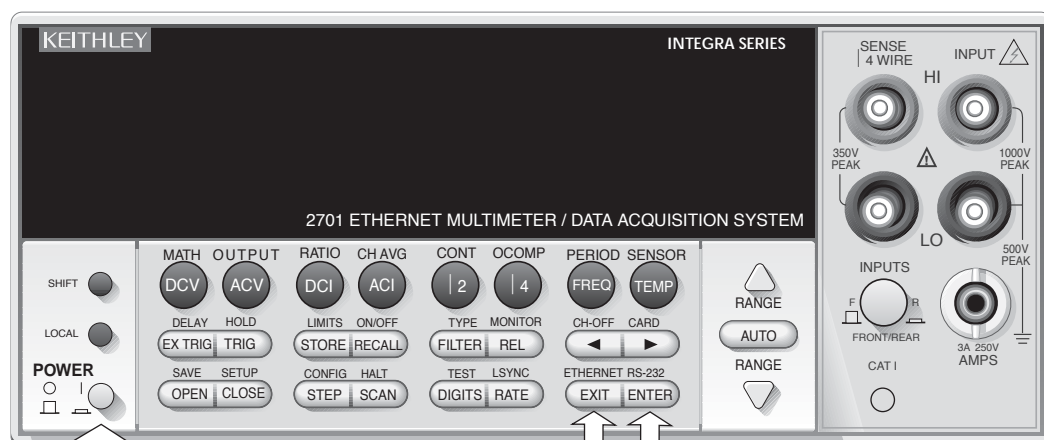 KEITHLEY
INTEGRA SERIES
2701 ETHERNET MULTIMETER / DATA ACQUISITION SYSTEM
SHIFT
LOCAL
POWER
MATH OUTPUT RATIO CH AVG CONT OCOMP PERIOD SENSOR
DCV ACV DCI ACI Ω2 Ω4 FREQ TEMP
DELAY HOLD LIMITS ON/OFF TYPE MONITOR CH-OFF CARD
EX TRIG TRIG STORE RECALL FILTER REL
SAVE SETUP CONFIG HALT TEST LSYNC ETHERNET RS-232
OPEN CLOSE STEP SCAN DIGITS RATE EXIT ENTER
RANGE
AUTO
RANGE
SENSE
4 WIRE
INPUT
HI
350V
PEAK
1000V
PEAK
LO
500V
PEAK
INPUTS
F R
FRONT/REAR
3A 250V
AMPS
CAT I